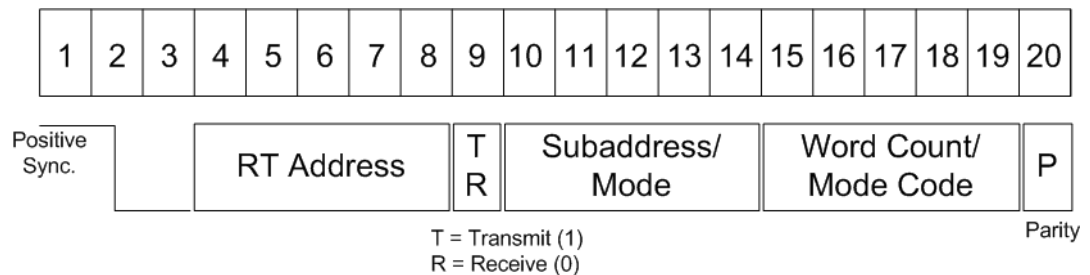 1 2 3 4 5 6 7 8 9 10 11 12 13 14 15 16 17 18 19 20
Positive
Sync.
RT Address
T
R
Subaddress/
Mode
Word Count/
Mode Code
P
Parity
T = Transmit (1)
R = Receive (0)